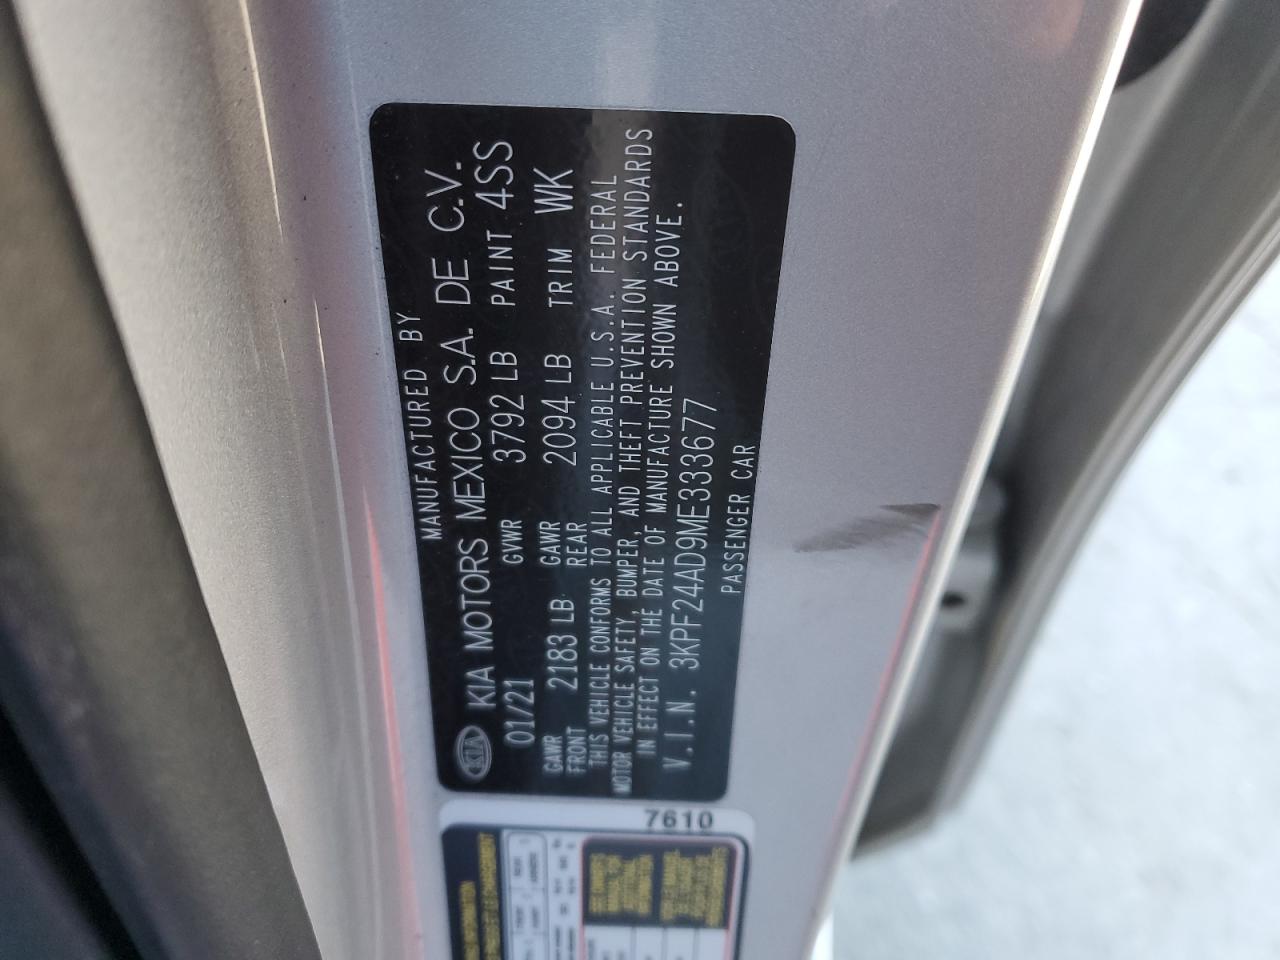 MANUFACTURED BY
KIA KIA MOTORS MEXICO S.A. DE C.V.
01/21 GVWR 3792 LB PAINT 4SS
GAWR FRONT 2183 LB GAWR REAR 2094 LB TRIM WK
THIS VEHICLE CONFORMS TO ALL APPLICABLE U.S.A. FEDERAL
MOTOR VEHICLE SAFETY, BUMPER, AND THEFT PREVENTION STANDARDS
IN EFFECT ON THE DATE OF MANUFACTURE SHOWN ABOVE.
V.I.N. 3KPF24AD9ME333677
PASSENGER CAR
7610